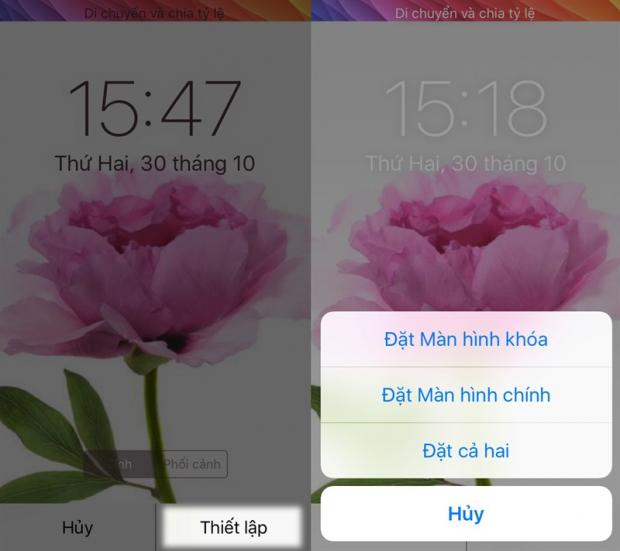 Di chuyển và chia tỷ lệ
15:47
Thứ Hai, 30 tháng 10
Phối cảnh
Hủy
Thiết lập
Di chuyển và chia tỷ lệ
15:18
Thứ Hai, 30 tháng 10
Đặt Màn hình khóa
Đặt Màn hình chính
Đặt cả hai
Hủy